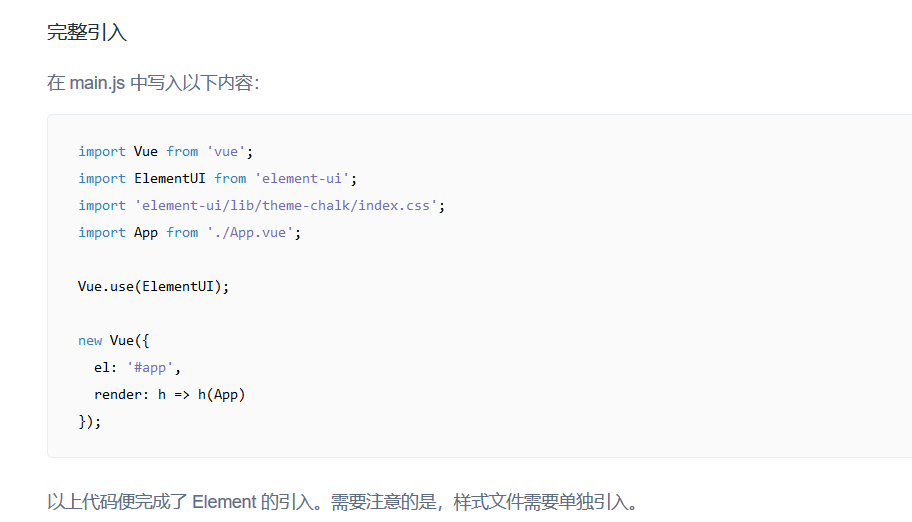 完整引入
在 main.js 中写入以下内容：
import Vue from 'vue';
import ElementUI from 'element-ui';
import 'element-ui/lib/theme-chalk/index.css';
import App from './App.vue';
Vue.use(ElementUI);
new Vue({
  el: '#app',
  render: h => h(App)
});
以上代码便完成了 Element 的引入。需要注意的是，样式文件需要单独引入。